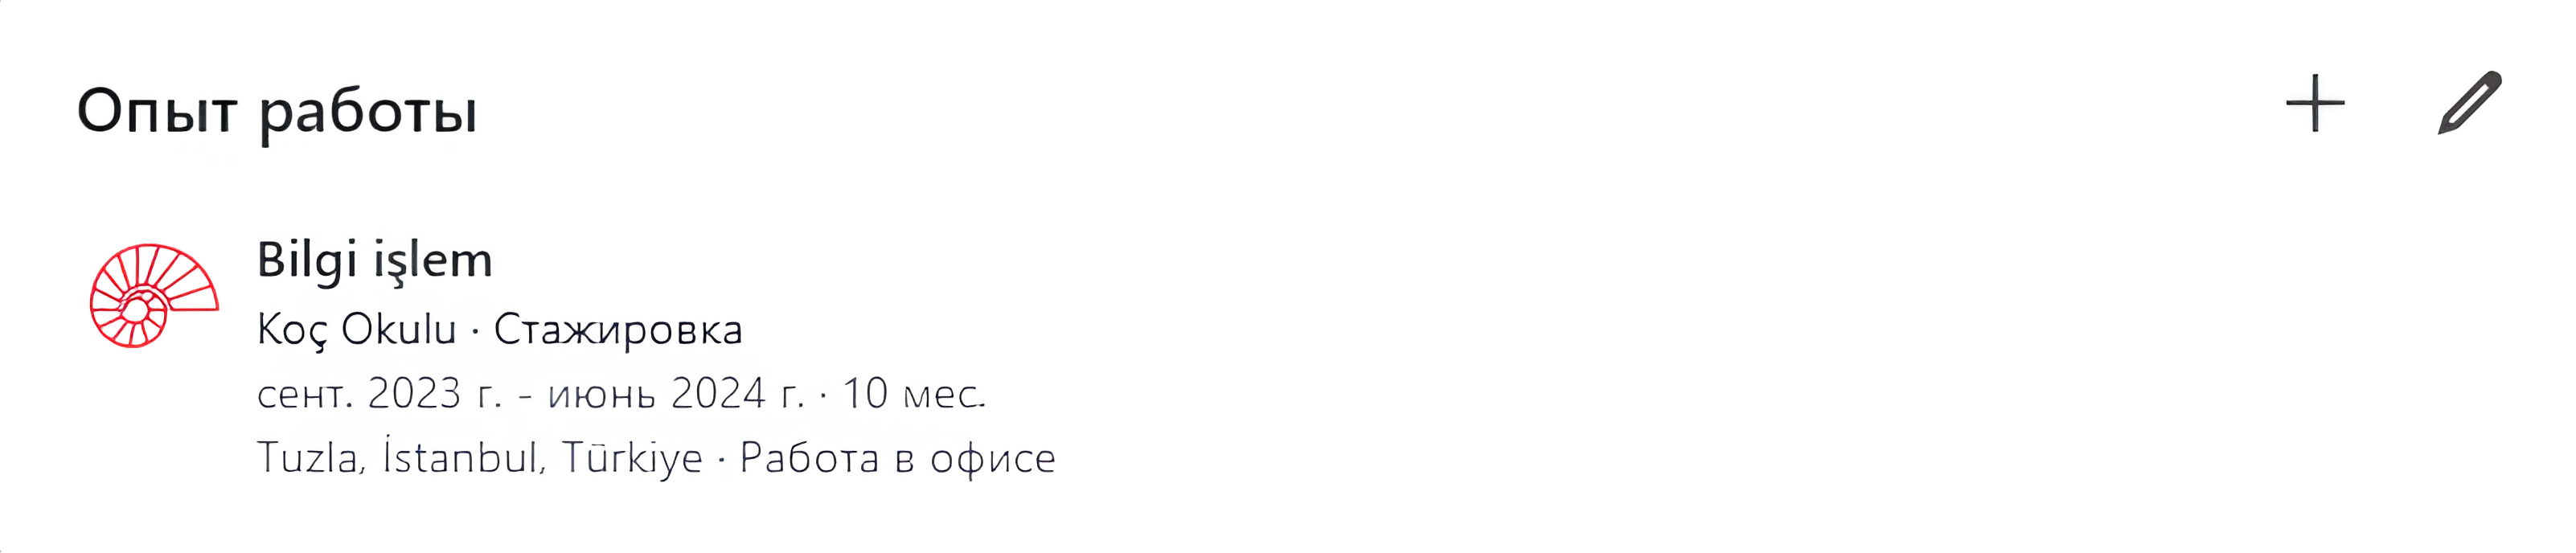 Опыт работы
Bilgi işlem
Koç Okulu · Стажировка
сент. 2023 г. - июнь 2024 г. · 10 мес.
Tuzla, İstanbul, Türkiye · Работа в офисе